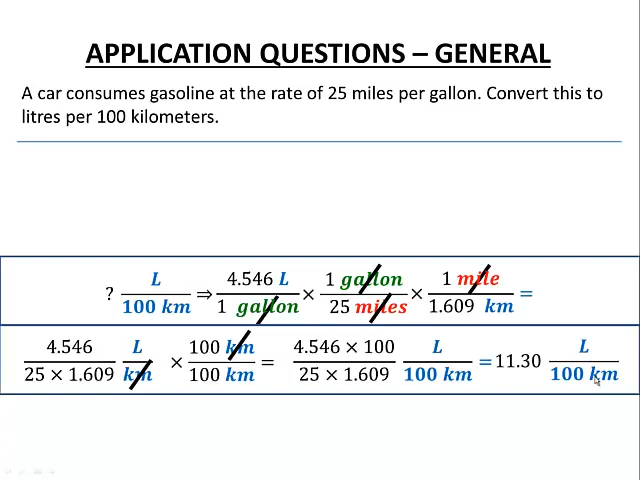 APPLICATION QUESTIONS – GENERAL
A car consumes gasoline at the rate of 25 miles per gallon. Convert this to
litres per 100 kilometers.
? L / 100 km ⇒ 4.546 L / 1 gallon × 1 gallon / 25 miles × 1 mile / 1.609 km =
4.546 / 25 × 1.609 L / km × 100 km / 100 km = 4.546 × 100 / 25 × 1.609 L / 100 km = 11.30 L / 100 km